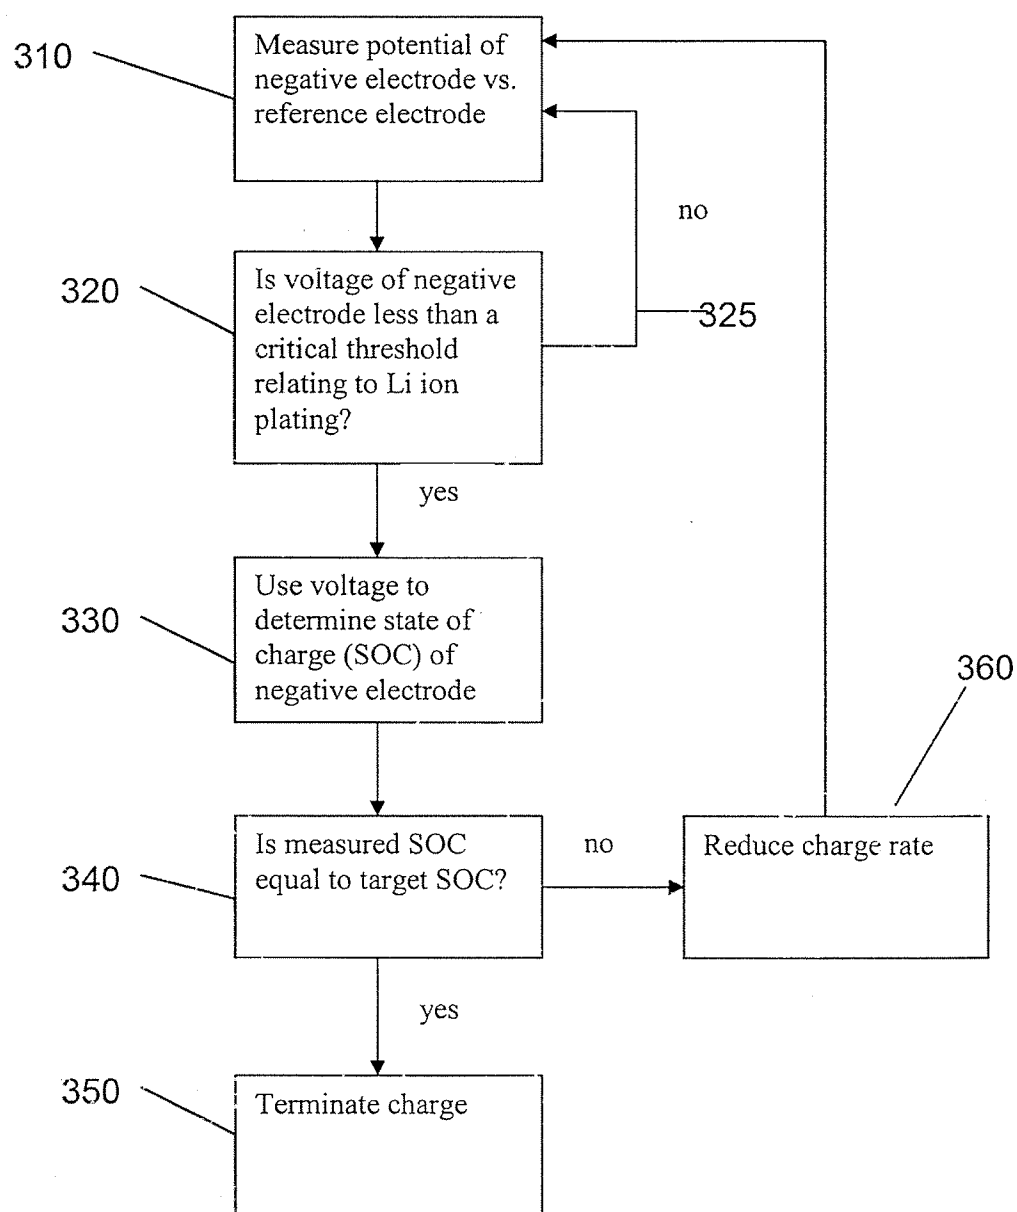 310
Measure potential of
negative electrode vs.
reference electrode
no
320
Is voltage of negative
electrode less than a
critical threshold
relating to Li ion
plating?
325
yes
330
Use voltage to
determine state of
charge (SOC) of
negative electrode
360
340
Is measured SOC
equal to target SOC?
no
Reduce charge rate
yes
350
Terminate charge